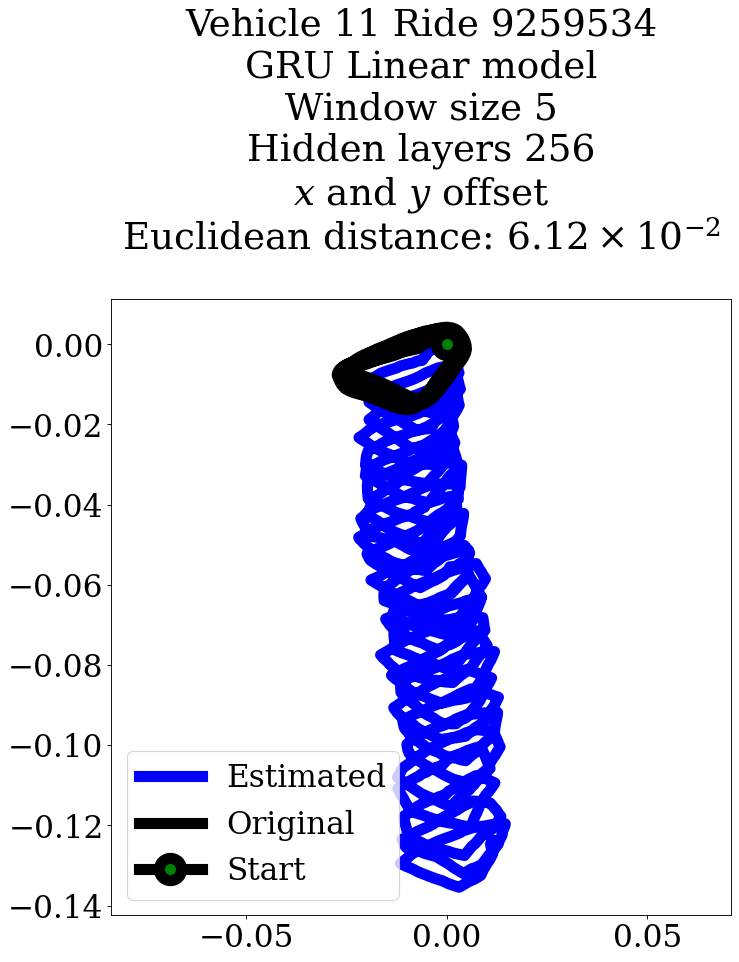 Vehicle 11 Ride 9259534
GRU Linear model
Window size 5
Hidden layers 256
x and y offset
Euclidean distance: 6.12 × 10⁻²
0.00
−0.02
−0.04
−0.06
−0.08
−0.10
−0.12
−0.14
Estimated
Original
Start
−0.05
0.00
0.05